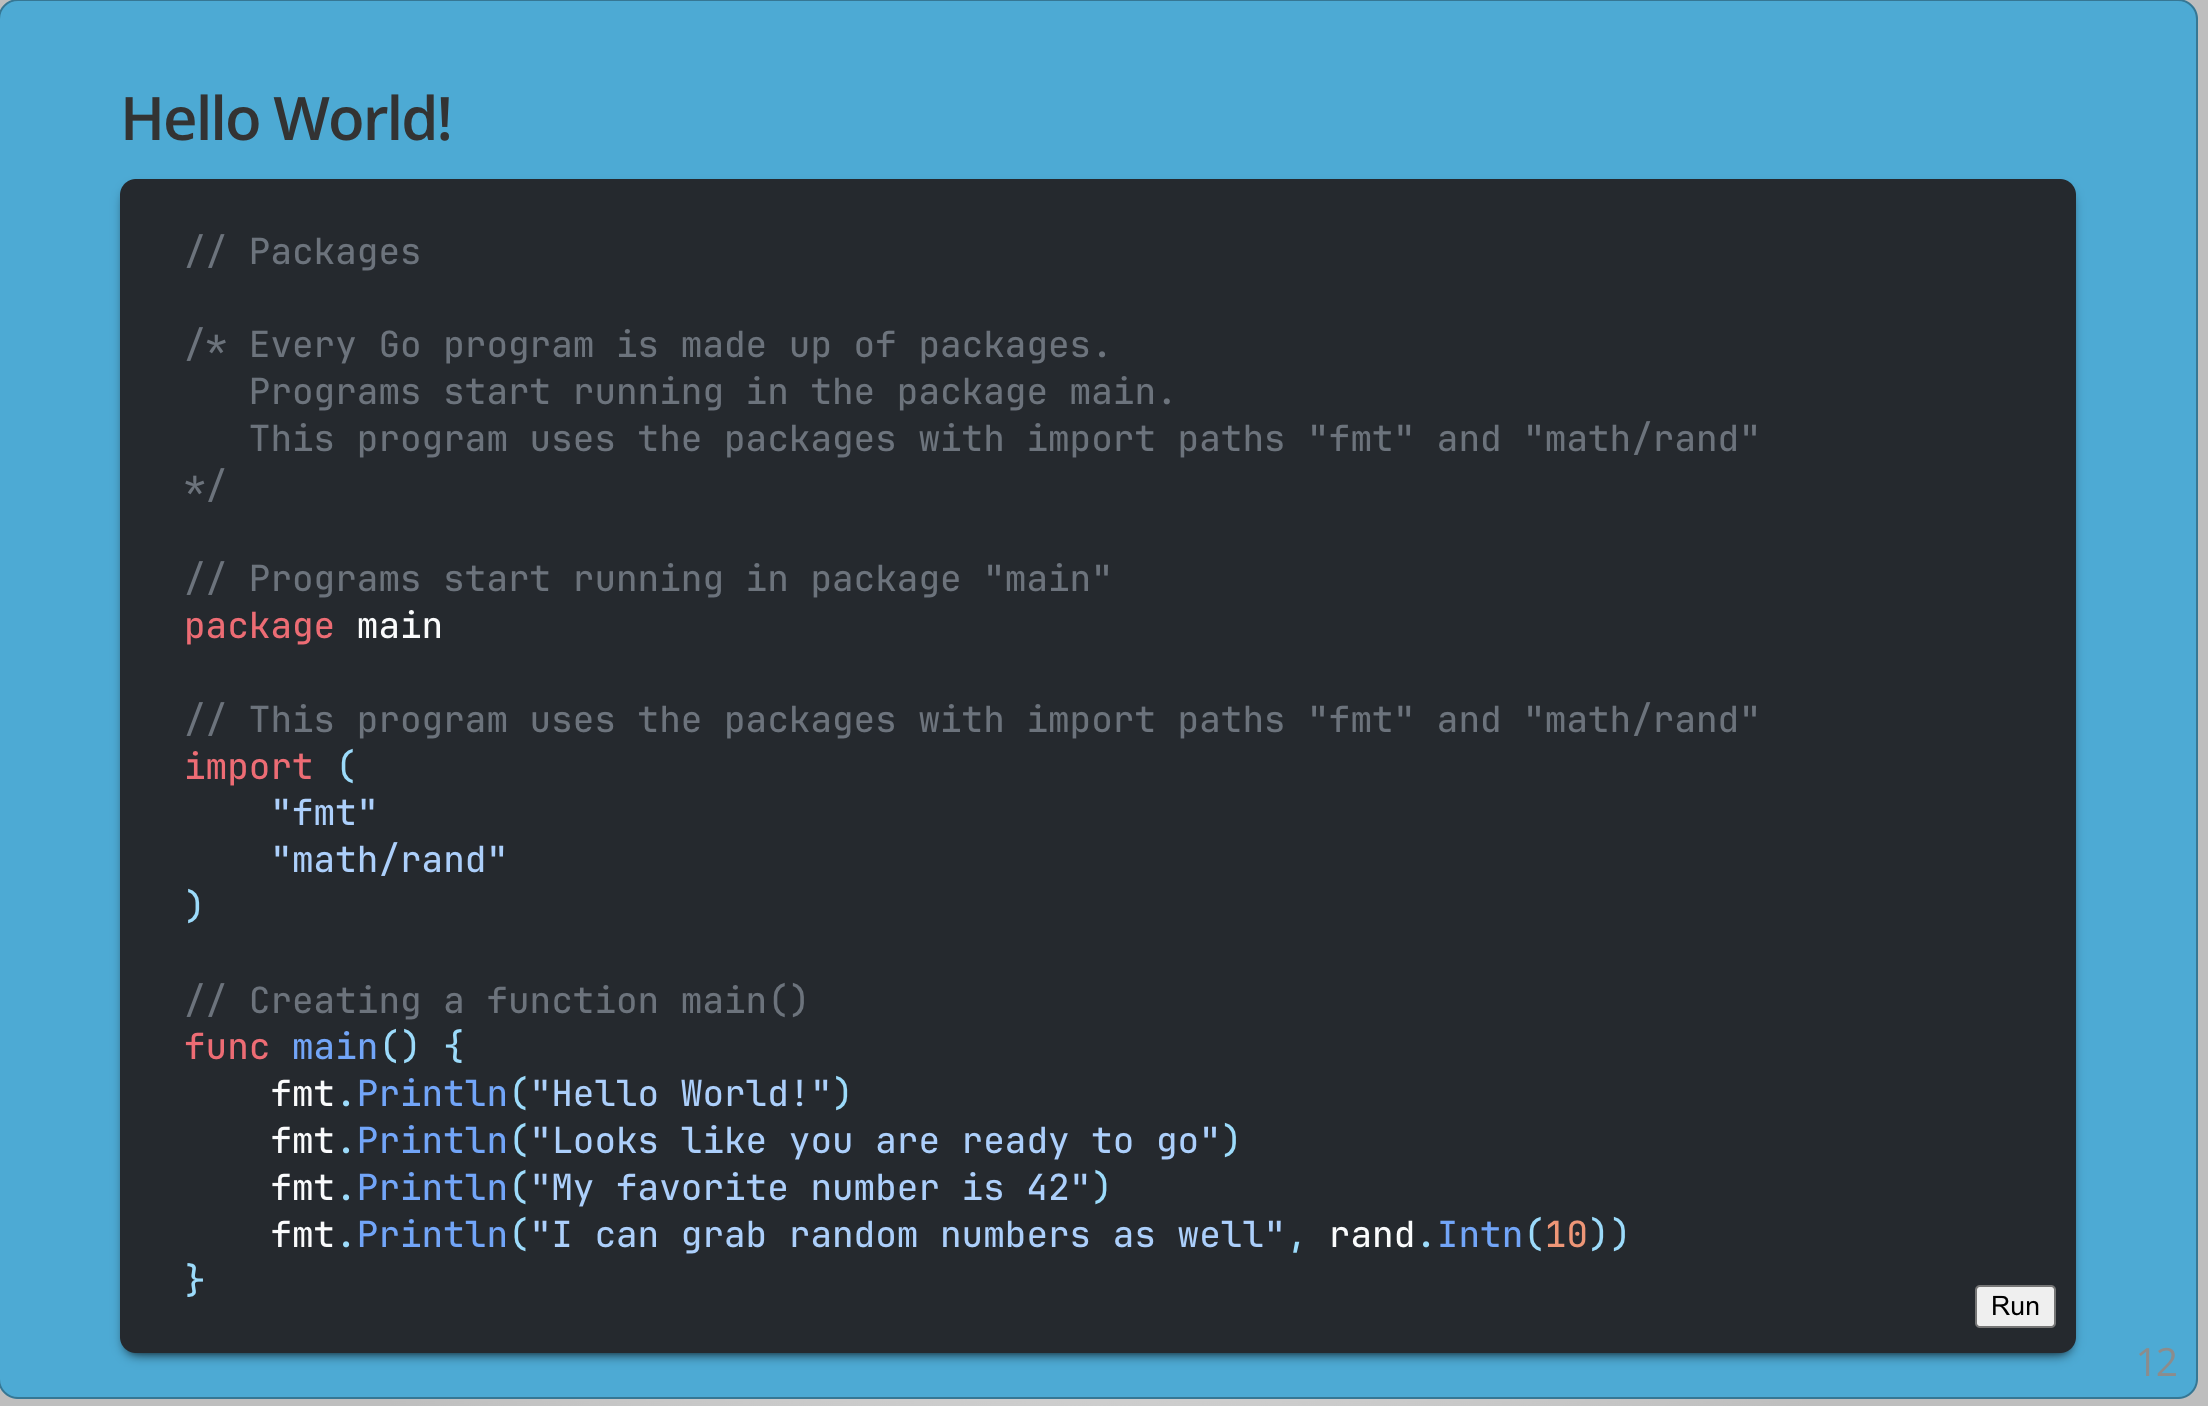 Hello World!
// Packages
/* Every Go program is made up of packages.
   Programs start running in the package main.
   This program uses the packages with import paths "fmt" and "math/rand"
*/
// Programs start running in package "main"
package main
// This program uses the packages with import paths "fmt" and "math/rand"
import (
    "fmt"
    "math/rand"
)
// Creating a function main()
func main() {
    fmt.Println("Hello World!")
    fmt.Println("Looks like you are ready to go")
    fmt.Println("My favorite number is 42")
    fmt.Println("I can grab random numbers as well", rand.Intn(10))
}
Run
12